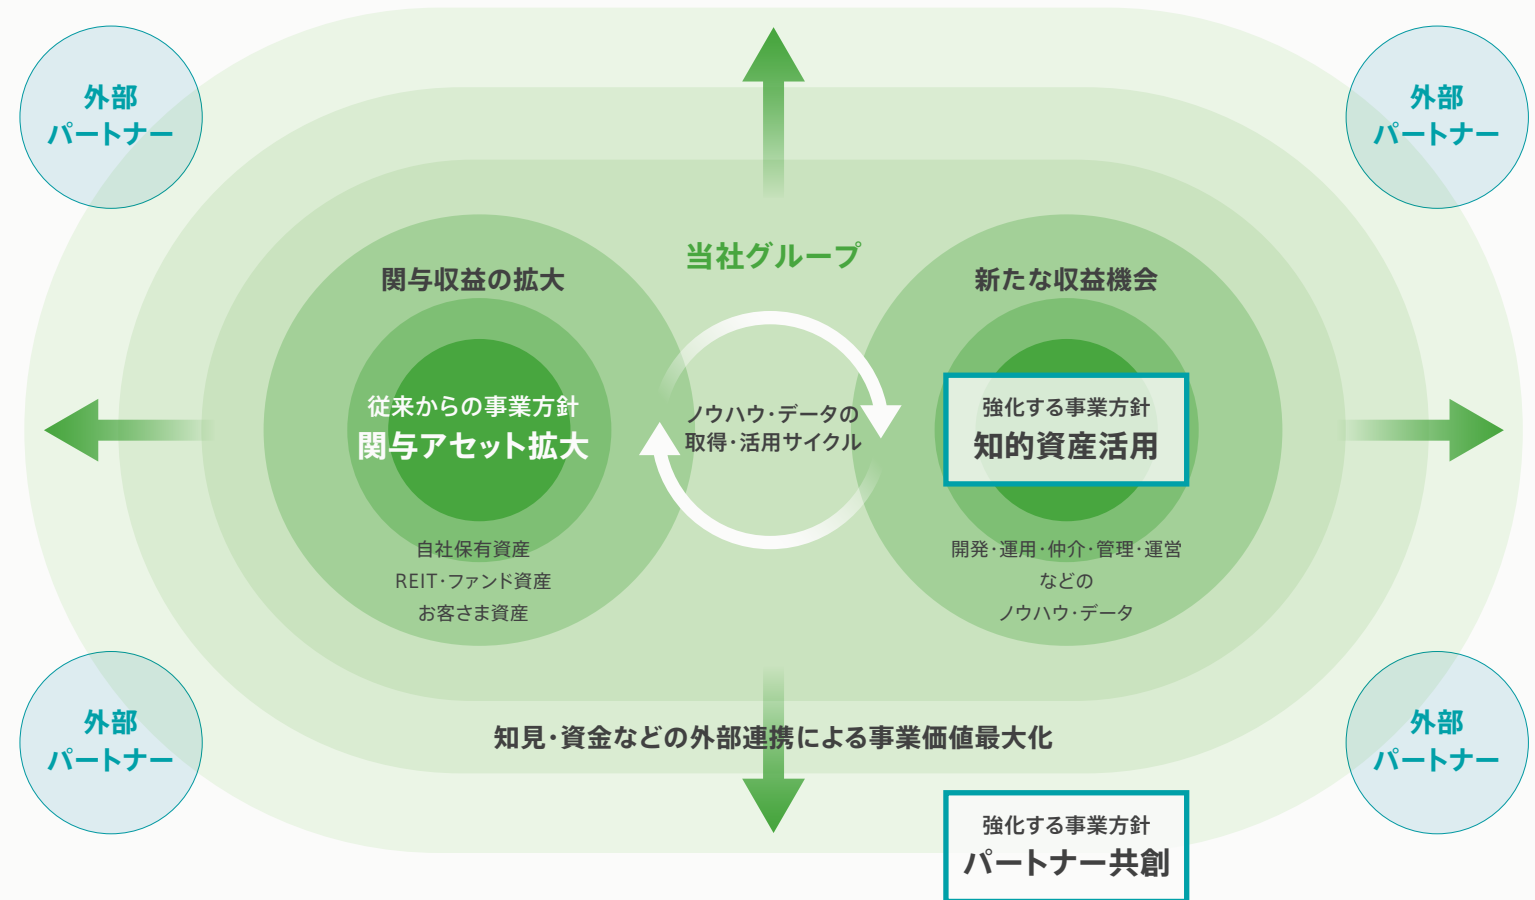 外部
パートナー
外部
パートナー
当社グループ
関与収益の拡大
従来からの事業方針
関与アセット拡大
自社保有資産
REIT・ファンド資産
お客さま資産
ノウハウ・データの
取得・活用サイクル
新たな収益機会
強化する事業方針
知的資産活用
開発・運用・仲介・管理・運営
などの
ノウハウ・データ
外部
パートナー
外部
パートナー
知見・資金などの外部連携による事業価値最大化
強化する事業方針
パートナー共創